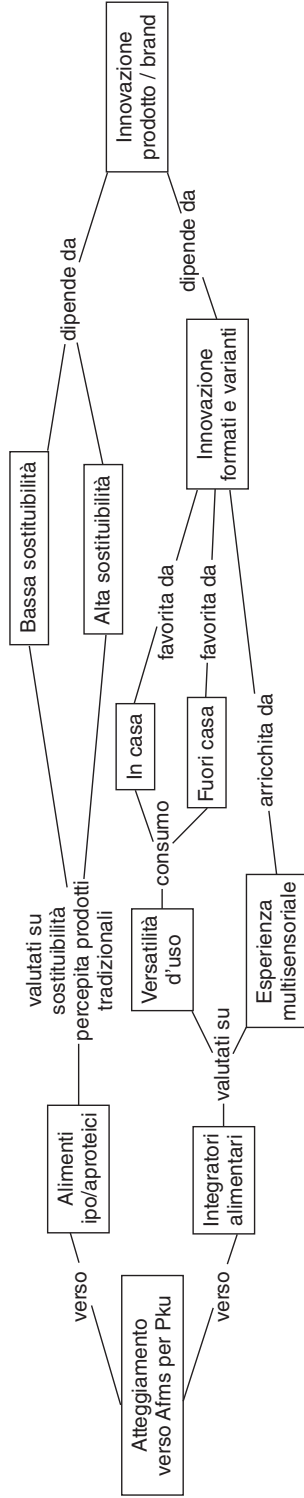 Atteggiamento
verso Afms per Pku
verso
verso
Alimenti
ipo/aproteici
valutati su
sostituibilità
percepita prodotti
tradizionali
Bassa sostituibilità
Alta sostituibilità
dipende da
Integratori
alimentari
valutati su
Versatilità
d'uso
consumo
In casa
Fuori casa
favorita da
favorita da
Esperienza
multisensoriale
arricchita da
Innovazione
formati e varianti
dipende da
Innovazione
prodotto / brand